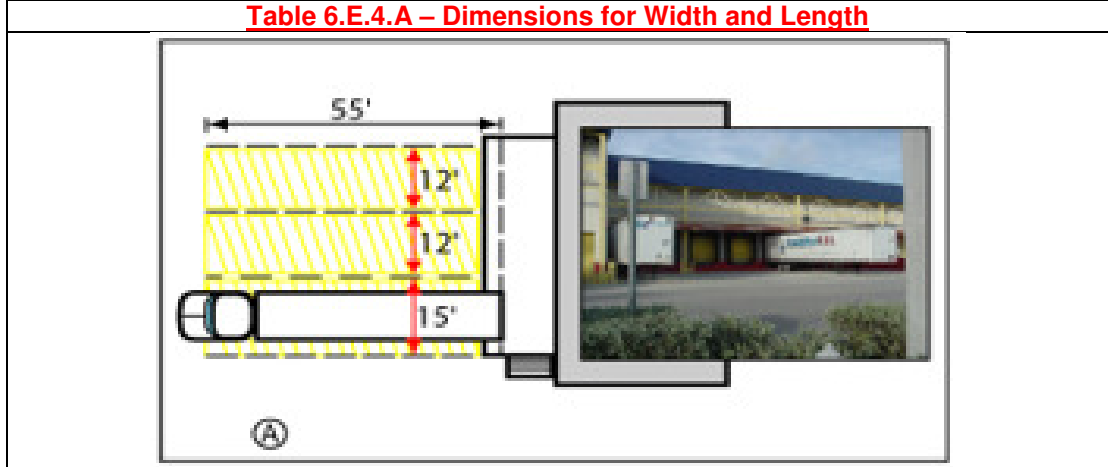 Table 6.E.4.A – Dimensions for Width and Length
55'
12'
12'
15'
A